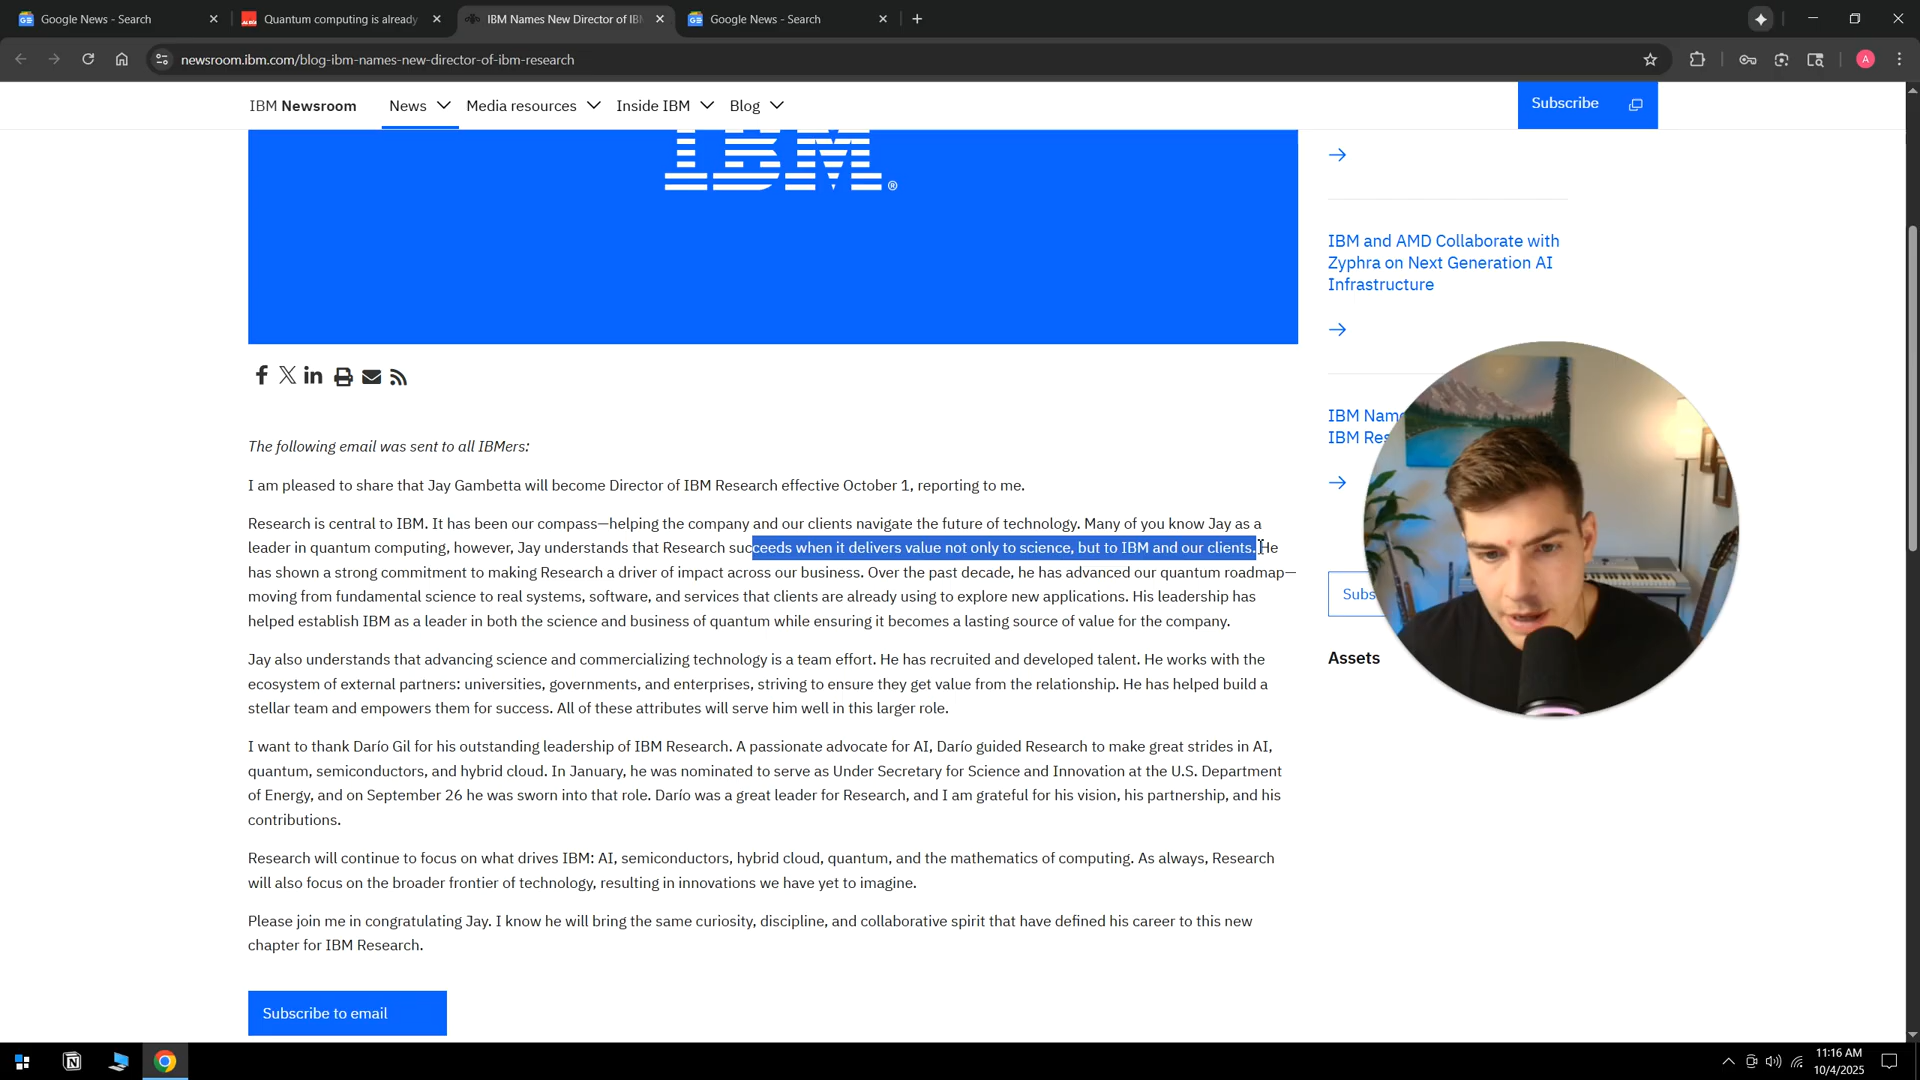 Google News - Search
Quantum computing is already
IBM Names New Director of IBM
Google News - Search
newsroom.ibm.com/blog-ibm-names-new-director-of-ibm-research
A
IBM Newsroom
News
Media resources
Inside IBM
Blog
Subscribe
IBM®
IBM and AMD Collaborate with
Zyphra on Next Generation AI
Infrastructure
The following email was sent to all IBMers:
I am pleased to share that Jay Gambetta will become Director of IBM Research effective October 1, reporting to me.
Research is central to IBM. It has been our compass—helping the company and our clients navigate the future of technology. Many of you know Jay as a
leader in quantum computing, however, Jay understands that Research succeeds when it delivers value not only to science, but to IBM and our clients. He
has shown a strong commitment to making Research a driver of impact across our business. Over the past decade, he has advanced our quantum roadmap—
moving from fundamental science to real systems, software, and services that clients are already using to explore new applications. His leadership has
helped establish IBM as a leader in both the science and business of quantum while ensuring it becomes a lasting source of value for the company.
Jay also understands that advancing science and commercializing technology is a team effort. He has recruited and developed talent. He works with the
ecosystem of external partners: universities, governments, and enterprises, striving to ensure they get value from the relationship. He has helped build a
stellar team and empowers them for success. All of these attributes will serve him well in this larger role.
I want to thank Darío Gil for his outstanding leadership of IBM Research. A passionate advocate for AI, Darío guided Research to make great strides in AI,
quantum, semiconductors, and hybrid cloud. In January, he was nominated to serve as Under Secretary for Science and Innovation at the U.S. Department
of Energy, and on September 26 he was sworn into that role. Darío was a great leader for Research, and I am grateful for his vision, his partnership, and his
contributions.
Research will continue to focus on what drives IBM: AI, semiconductors, hybrid cloud, quantum, and the mathematics of computing. As always, Research
will also focus on the broader frontier of technology, resulting in innovations we have yet to imagine.
Please join me in congratulating Jay. I know he will bring the same curiosity, discipline, and collaborative spirit that have defined his career to this new
chapter for IBM Research.
Subscribe to email
IBM Name
IBM Res
Subs
Assets
11:16 AM
10/4/2025